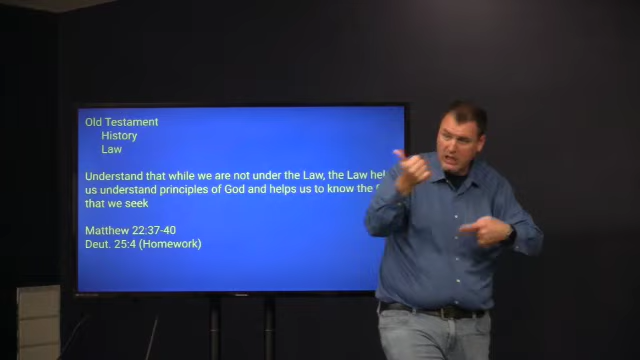 Old Testament
History
Law
Understand that while we are not under the Law, the Law
us understand principles of God and helps us to know the
that we seek
Matthew 22:37-40
Deut. 25:4 (Homework)